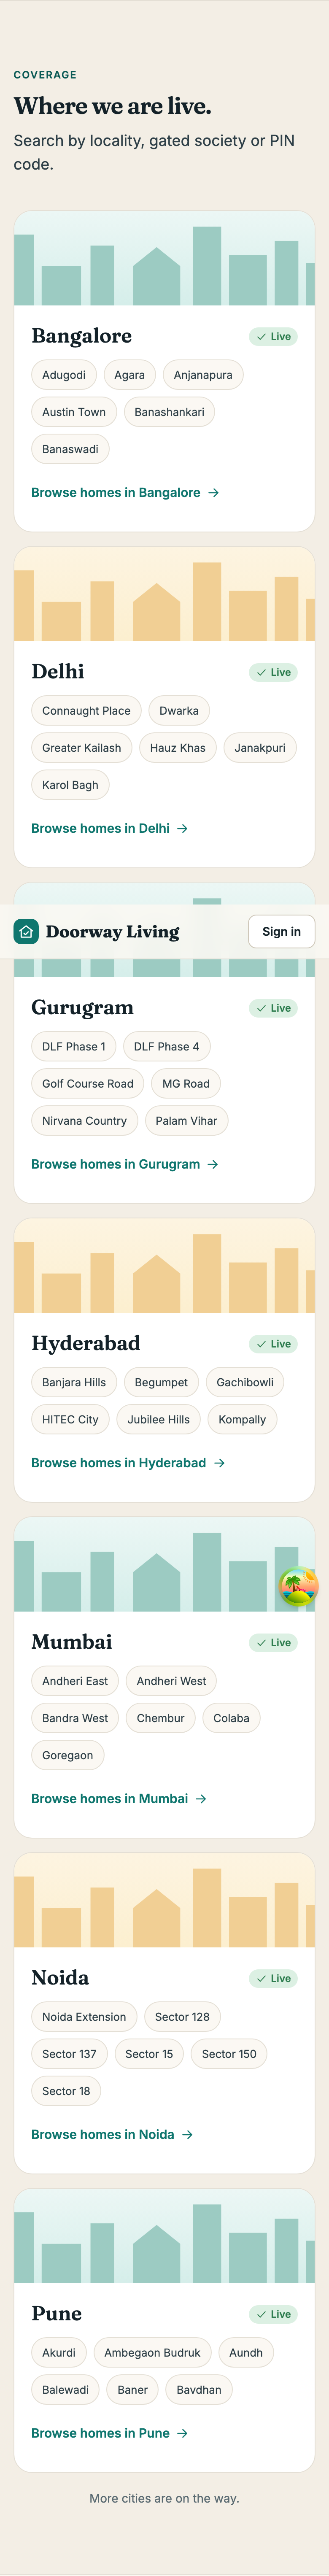 COVERAGE
Where we are live.
Search by locality, gated society or PIN
code.
Bangalore
Live
Adugodi Agara Anjanapura
Austin Town Banashankari
Banaswadi
Browse homes in Bangalore →
Delhi
Live
Connaught Place Dwarka
Greater Kailash Hauz Khas Janakpuri
Karol Bagh
Browse homes in Delhi →
Doorway Living
Sign in
Gurugram
Live
DLF Phase 1 DLF Phase 4
Golf Course Road MG Road
Nirvana Country Palam Vihar
Browse homes in Gurugram →
Hyderabad
Live
Banjara Hills Begumpet Gachibowli
HITEC City Jubilee Hills Kompally
Browse homes in Hyderabad →
Mumbai
Live
Andheri East Andheri West
Bandra West Chembur Colaba
Goregaon
Browse homes in Mumbai →
Noida
Live
Noida Extension Sector 128
Sector 137 Sector 15 Sector 150
Sector 18
Browse homes in Noida →
Pune
Live
Akurdi Ambegaon Budruk Aundh
Balewadi Baner Bavdhan
Browse homes in Pune →
More cities are on the way.